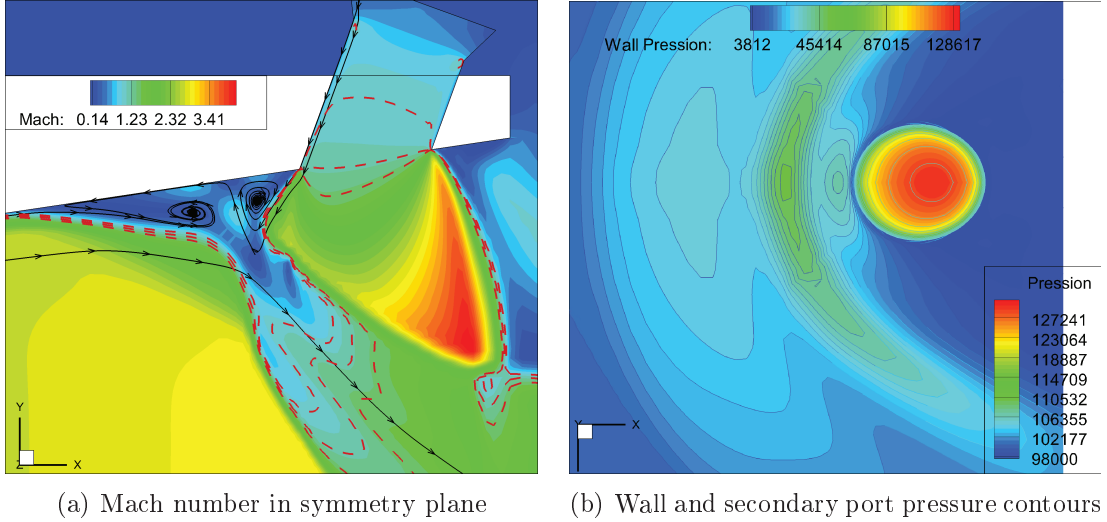 Mach: 0.14 1.23 2.32 3.41
Y
Z X
(a) Mach number in symmetry plane
Wall Pression: 3812 45414 87015 128617
Pression
127241
123064
118887
114709
110532
106355
102177
98000
Y X
(b) Wall and secondary port pressure contours